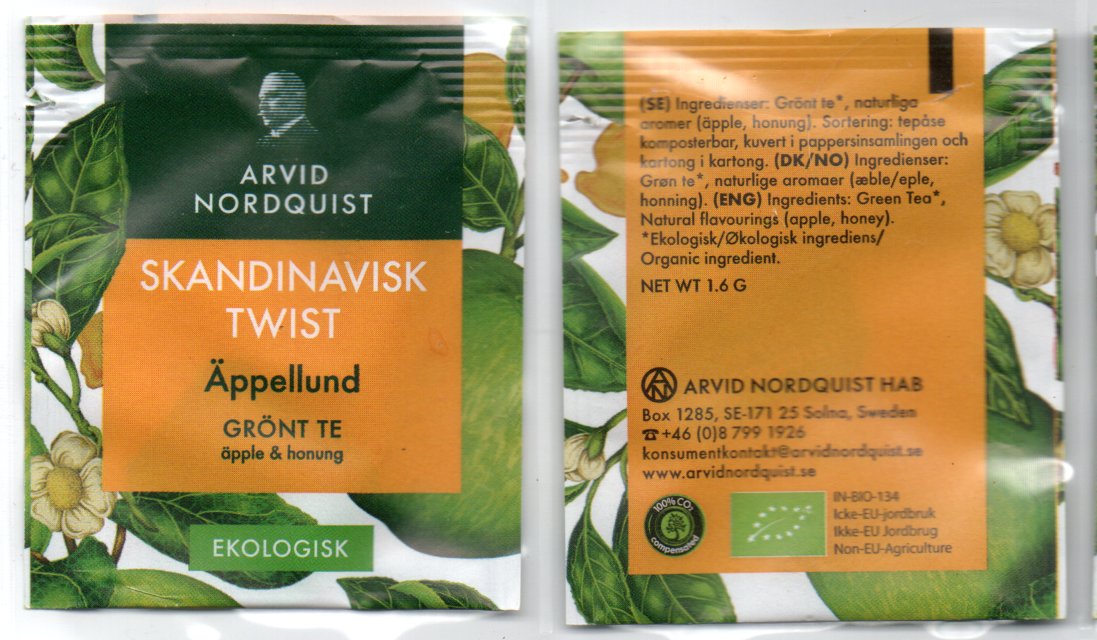 ARVID
NORDQUIST
SKANDINAVISK
TWIST
Äppellund
GRÖNT TE
äpple & honung
EKOLOGISK
(SE) Ingredienser: Grönt te*, naturliga
aromer (äpple, honung). Sortering: tepåse
komposterbar, kuvert i pappersinsamlingen och
kartong i kartong. (DK/NO) Ingredienser:
Grøn te*, naturlige aromaer (æble/eple,
honning). (ENG) Ingredients: Green Tea*,
Natural flavourings (apple, honey).
*Ekologisk/Økologisk ingrediens/
Organic ingredient.
NET WT 1.6 G
AN ARVID NORDQUIST HAB
Box 1285, SE-171 25 Solna, Sweden
☎+46 (0)8 799 1926
konsumentkontakt@arvidnordquist.se
www.arvidnordquist.se
100% CO₂
compensated
IN-BIO-134
Icke-EU-jordbruk
Ikke-EU Jordbrug
Non-EU-Agriculture